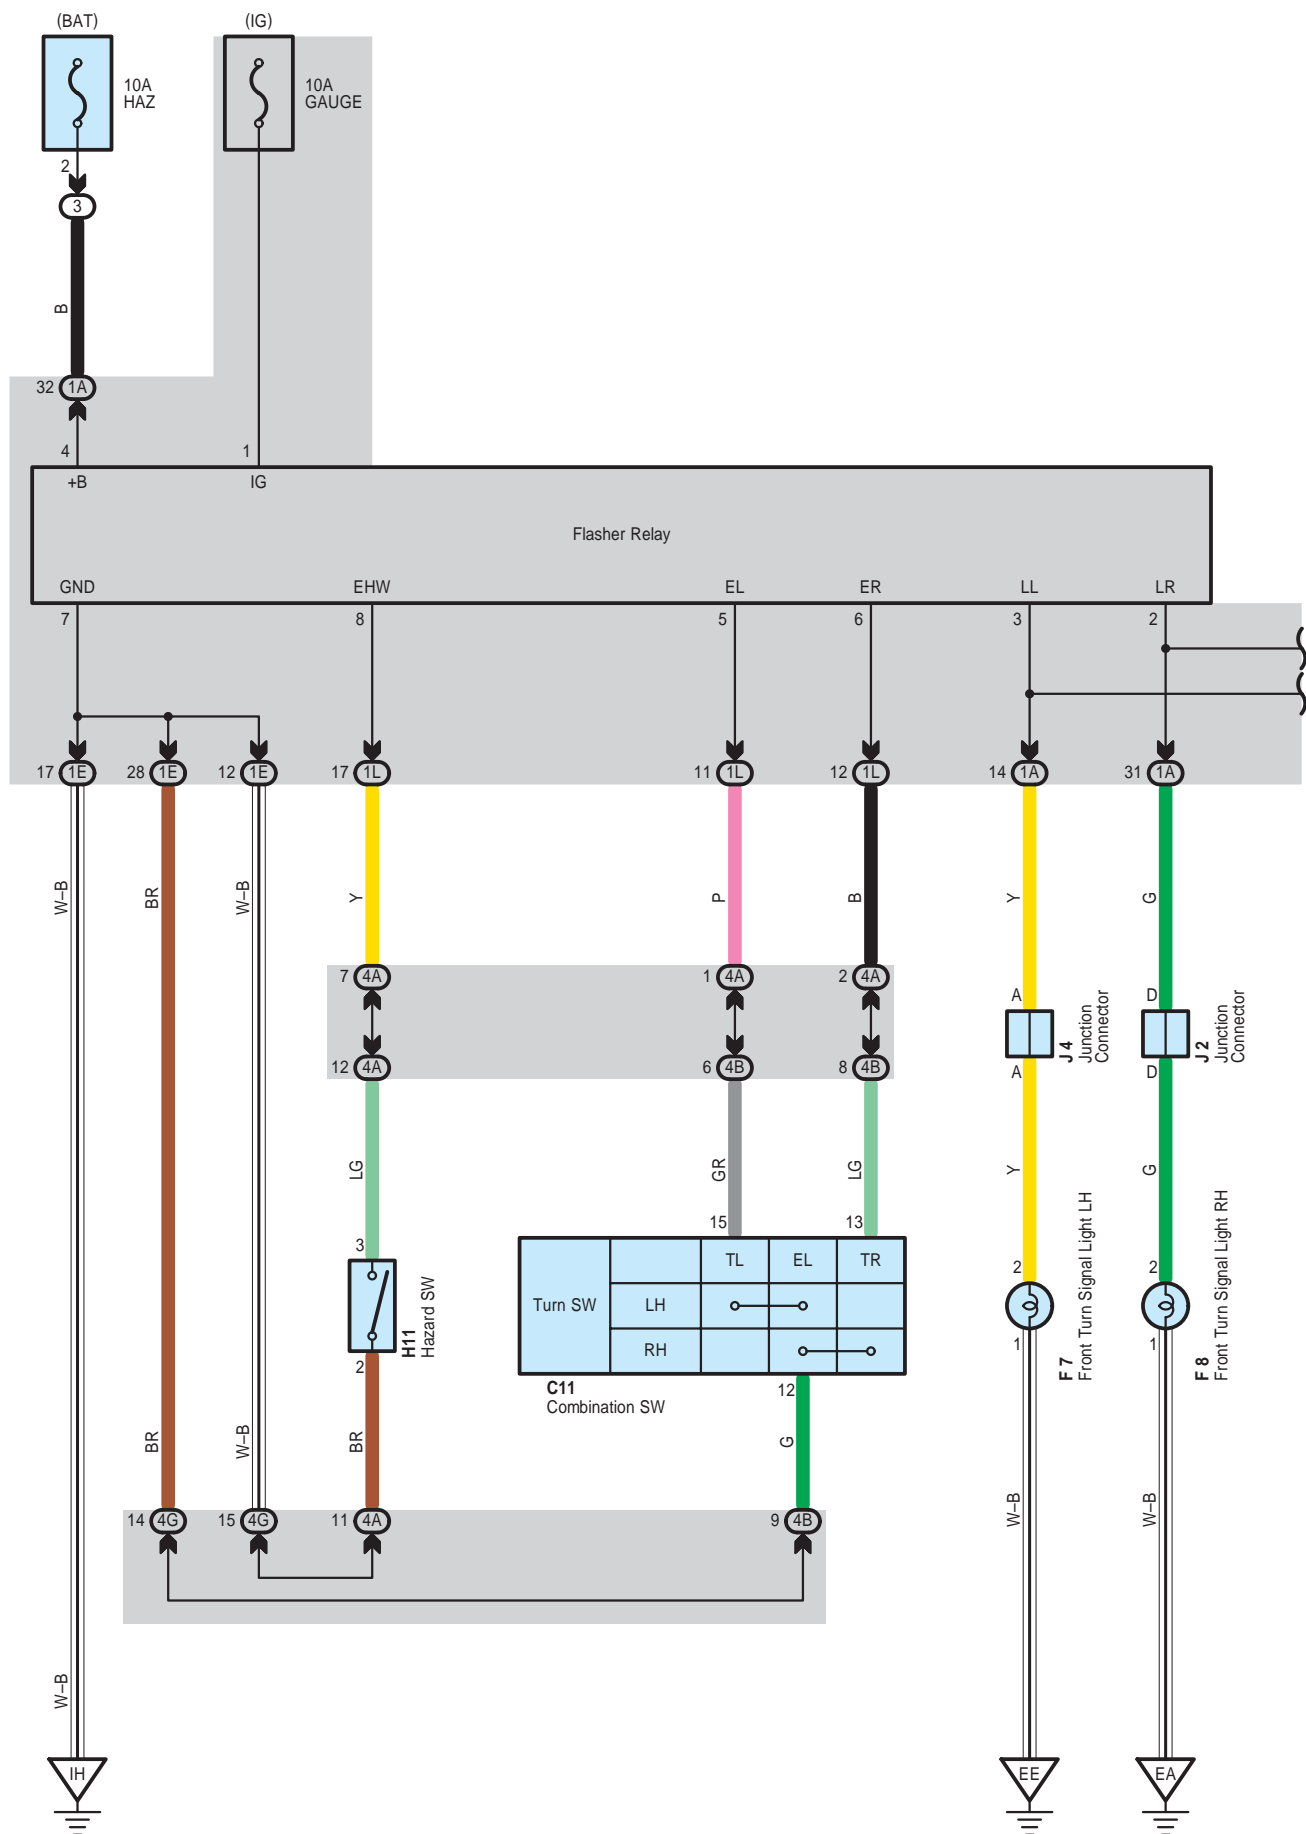 (BAT)
(IG)
10A
HAZ
10A
GAUGE
2
3
B
32 1A
4
1
+B
IG
Flasher Relay
GND
EHW
EL
ER
LL
LR
7
8
5
6
3
2
17 1E
28 1E
12 1E
17 1L
11 1L
12 1L
14 1A
31 1A
W–B
BR
W–B
Y
P
B
Y
G
7 4A
1 4A
2 4A
A
D
J 4
Junction
Connector
J 2
Junction
Connector
12 4A
6 4B
8 4B
A
D
LG
GR
LG
Y
G
15
13
3
2
2
Turn SW
TL
EL
TR
LH
RH
H11
Hazard SW
2
1
1
F 7
Front Turn Signal Light LH
F 8
Front Turn Signal Light RH
C11
Combination SW
12
BR
W–B
BR
G
W–B
W–B
14 4G
15 4G
11 4A
9 4B
W–B
IH
EE
EA